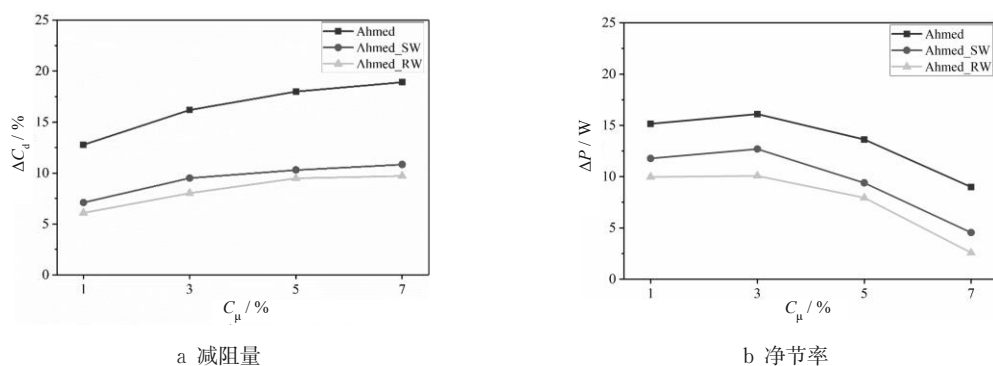 25
20
15
10
5
0
ΔC_d / %
1 3 5 7
C_μ / %
Ahmed
Ahmed_SW
Ahmed_RW
a 减阻量
25
20
15
10
5
0
ΔP / W
1 3 5 7
C_μ / %
Ahmed
Ahmed_SW
Ahmed_RW
b 净节率